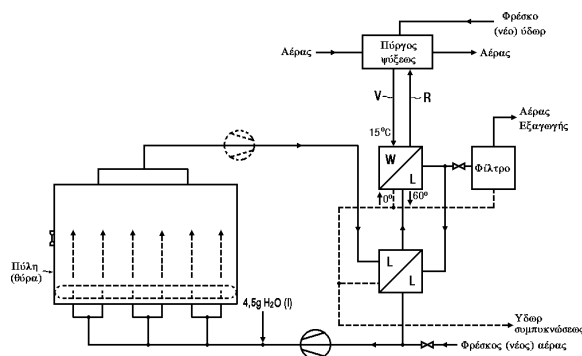 Φρέσκο
(νέο) ύδωρ
Αέρας
Πύργος
ψύξεως
Αέρας
V
R
15°C
Αέρας
Εξαγωγής
W
L
Φίλτρο
0°
60°
Πύλη
(θύρα)
L
L
4,5g H₂O (l)
Υδωρ
συμπυκνώσεως
Φρέσκος (νέος) αέρας